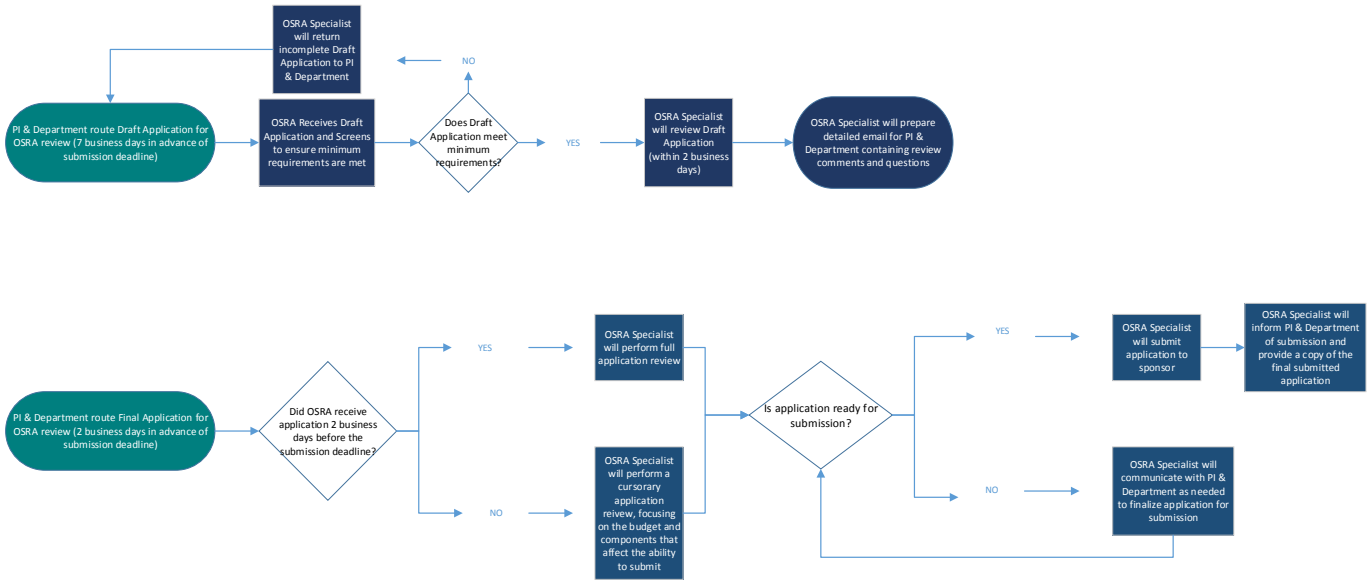 OSRA Specialist
will return
incomplete Draft
Application to PI
& Department
NO
PI & Department route Draft Application for
OSRA review (7 business days in advance of
submission deadline)
OSRA Receives Draft
Application and Screens
to ensure minimum
requirements are met
Does Draft
Application meet
minimum
requirements?
YES
OSRA Specialist
will review Draft
Application
(within 2 business
days)
OSRA Specialist will prepare
detailed email for PI &
Department containing review
comments and questions
PI & Department route Final Application for
OSRA review (2 business days in advance of
submission deadline)
Did OSRA receive
application 2 business
days before the
submission deadline?
YES
OSRA Specialist
will perform full
application review
NO
OSRA Specialist
will perform a
cursorary
application
reivew, focusing
on the budget and
components that
affect the ability
to submit
Is application ready for
submission?
YES
OSRA Specialist
will submit
application to
sponsor
OSRA Specialist will
inform PI & Department
of submission and
provide a copy of the
final submitted
application
NO
OSRA Specialist will
communicate with PI &
Department as needed
to finalize application for
submission